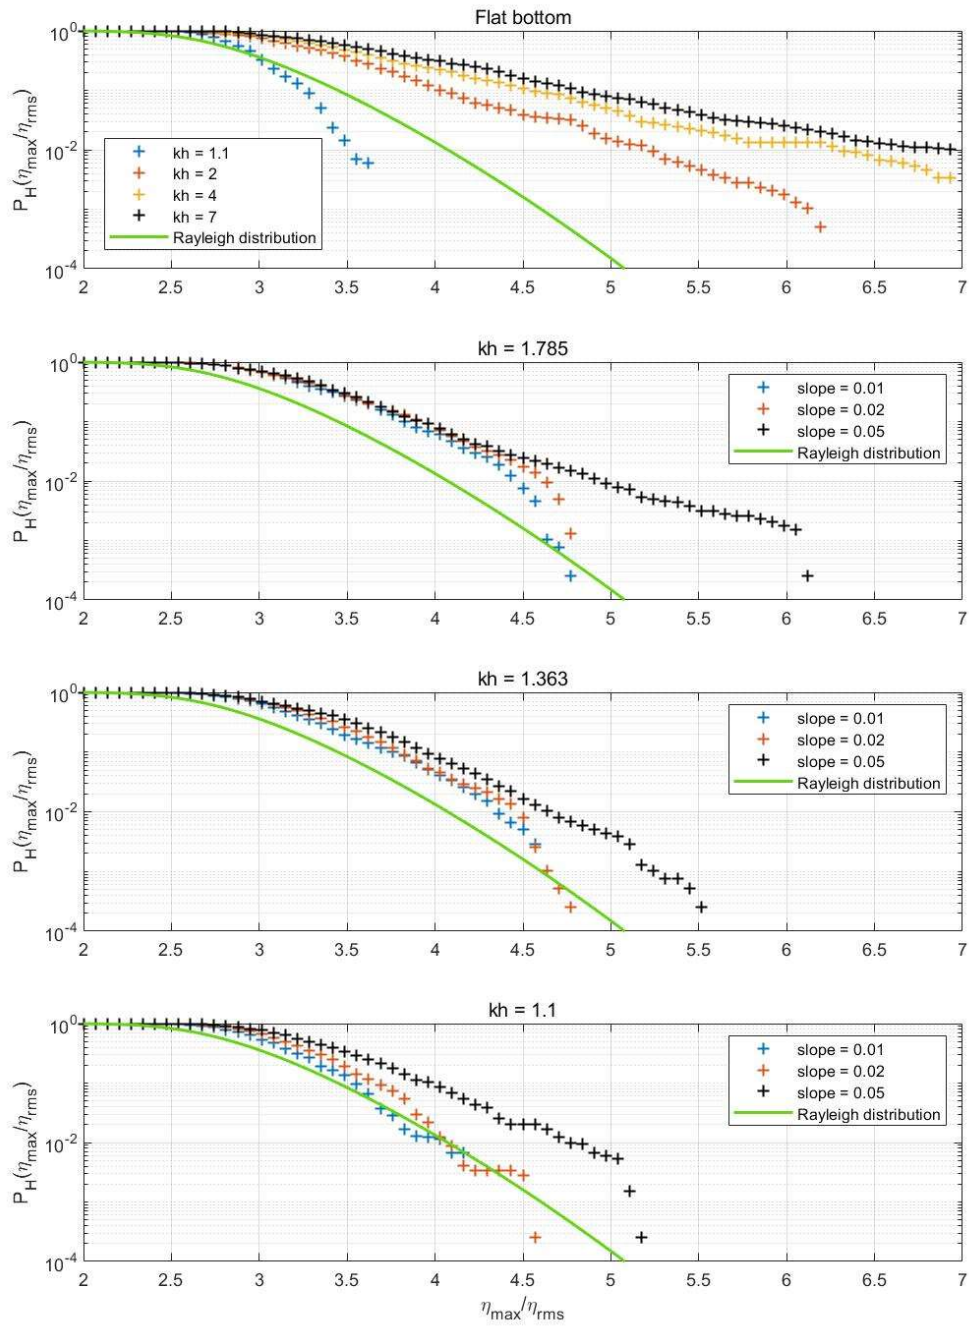 Flat bottom
P_H(η_max/η_rms)
10^0
10^-2
10^-4
kh = 1.1
kh = 2
kh = 4
kh = 7
Rayleigh distribution
2 2.5 3 3.5 4 4.5 5 5.5 6 6.5 7
kh = 1.785
P_H(η_max/η_rms)
10^0
10^-2
10^-4
slope = 0.01
slope = 0.02
slope = 0.05
Rayleigh distribution
2 2.5 3 3.5 4 4.5 5 5.5 6 6.5 7
kh = 1.363
P_H(η_max/η_rms)
10^0
10^-2
10^-4
slope = 0.01
slope = 0.02
slope = 0.05
Rayleigh distribution
2 2.5 3 3.5 4 4.5 5 5.5 6 6.5 7
kh = 1.1
P_H(η_max/η_rms)
10^0
10^-2
10^-4
slope = 0.01
slope = 0.02
slope = 0.05
Rayleigh distribution
2 2.5 3 3.5 4 4.5 5 5.5 6 6.5 7
η_max/η_rms